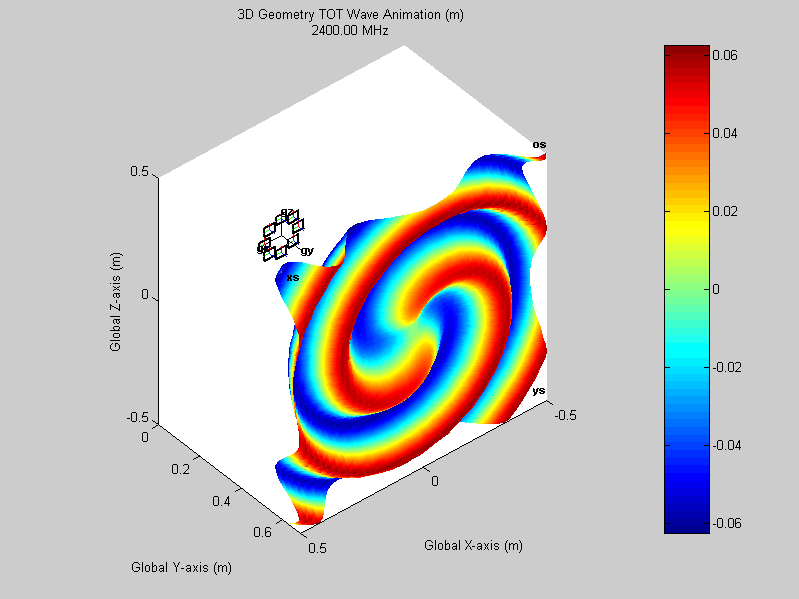 3D Geometry TOT Wave Animation (m)
2400.00 MHz
0.06
0.04
0.02
0
-0.02
-0.04
-0.06
os
0.5
gz
gy
xs
Global Z-axis (m)
0
ys
-0.5
-0.5
0
0.2
0.4
0.6
0
0.5
Global X-axis (m)
Global Y-axis (m)